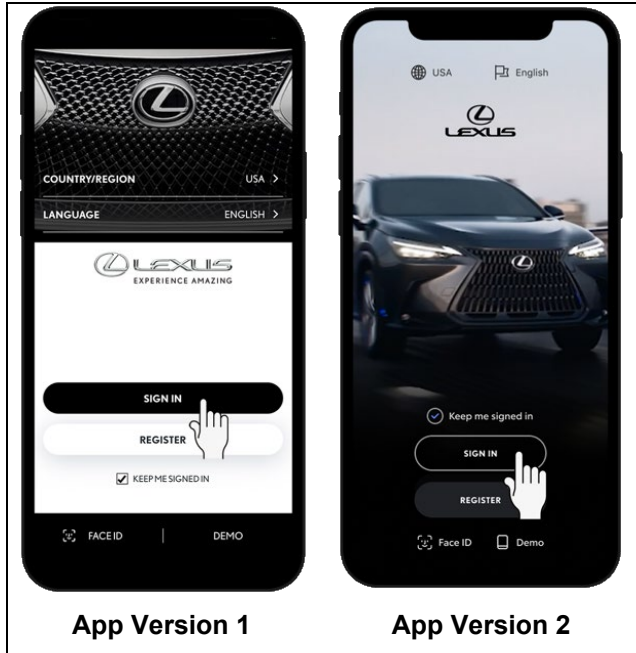 COUNTRY/REGION USA >
LANGUAGE ENGLISH >
LEXUS
EXPERIENCE AMAZING
SIGN IN
REGISTER
KEEP ME SIGNED IN
FACE ID | DEMO
App Version 1
USA English
LEXUS
Keep me signed in
SIGN IN
REGISTER
Face ID Demo
App Version 2